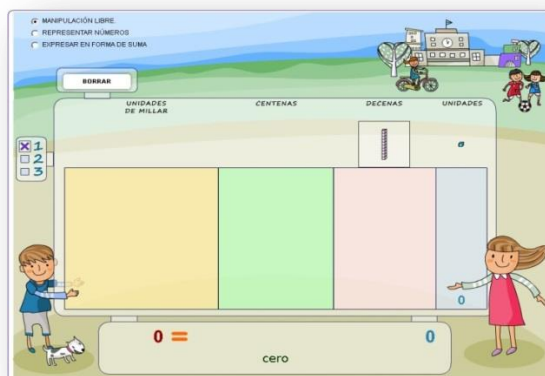 MANIPULACIÓN LIBRE.
REPRESENTAR NÚMEROS
EXPRESAR EN FORMA DE SUMA
BORRAR
UNIDADES
DE MILLAR
CENTENAS
DECENAS
UNIDADES
1
2
3
0
0 = 0
cero